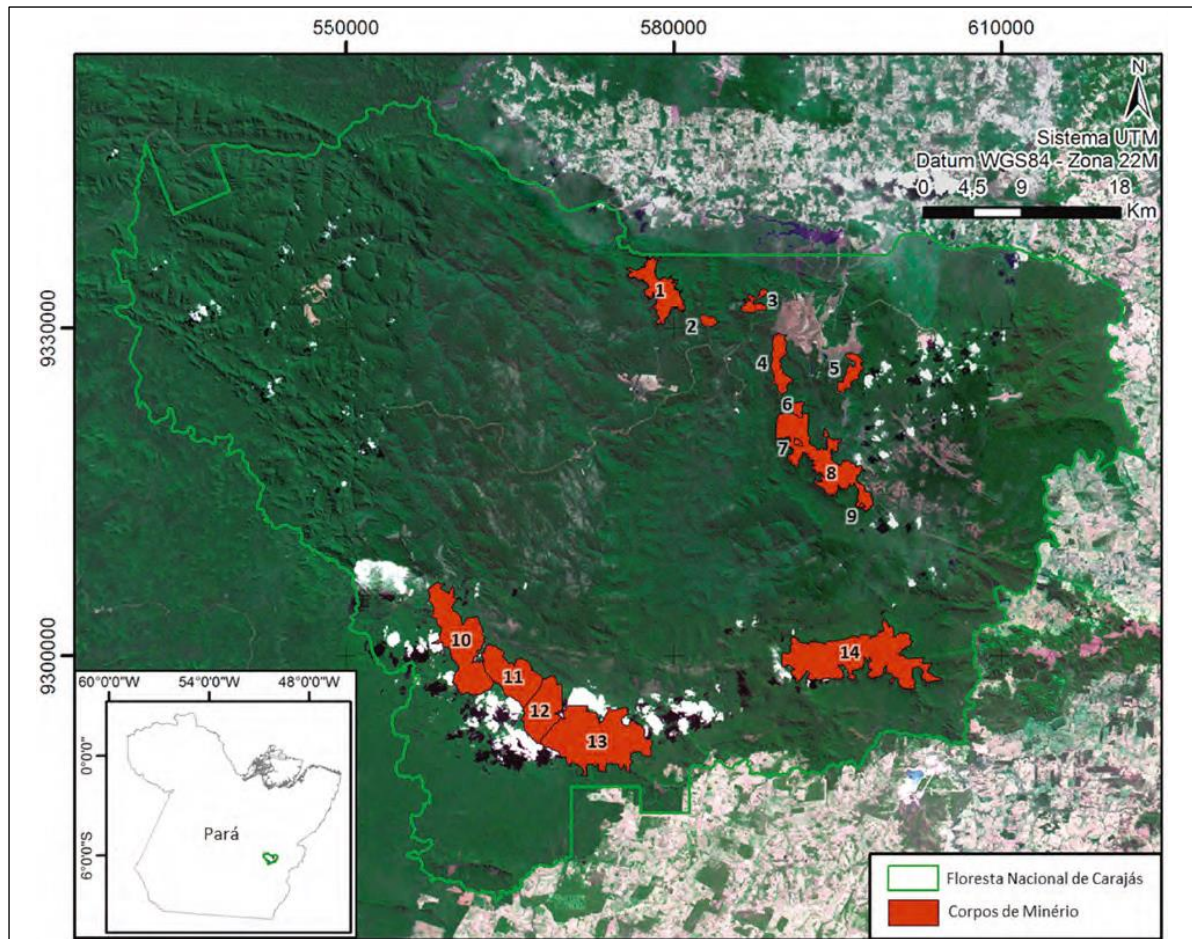 550000 580000 610000
N
Sistema UTM
Datum WGS84 - Zona 22M
0 4,5 9 18
Km
9330000
9300000
1
2
3
4
5
6
7
8
9
10
11
12
13
14
60°0'0"W 54°0'0"W 48°0'0"W
0°0'0"
6°0'0"S
Pará
Floresta Nacional de Carajás
Corpos de Minério